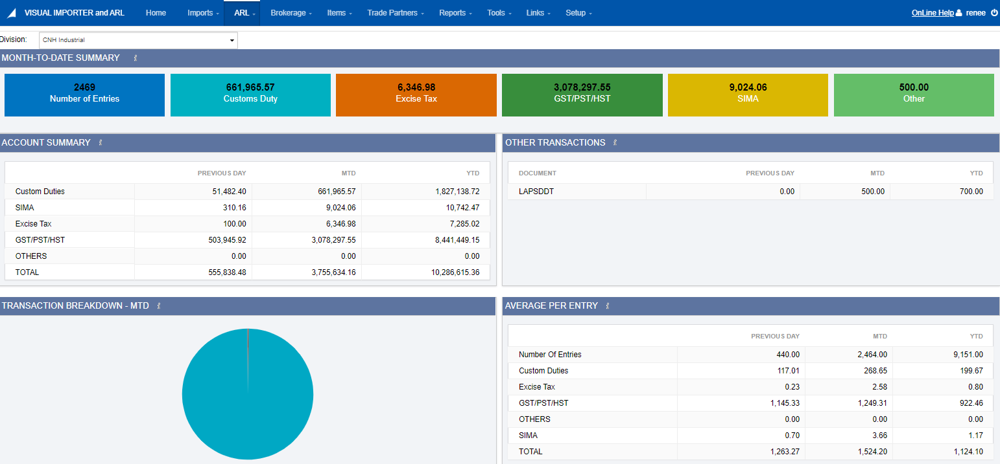 VISUAL IMPORTER and ARL Home Imports ARL Brokerage Items Trade Partners Reports Tools Links Setup OnLine Help renee
Division: CNH Industrial
MONTH-TO-DATE SUMMARY
2469 661,965.57 6,346.98 3,078,297.55 9,024.06 500.00
Number of Entries Customs Duty Excise Tax GST/PST/HST SIMA Other
ACCOUNT SUMMARY
PREVIOUS DAY MTD YTD
Custom Duties 51,482.40 661,965.57 1,827,138.72
SIMA 310.16 9,024.06 10,742.47
Excise Tax 100.00 6,346.98 7,285.02
GST/PST/HST 503,945.92 3,078,297.55 8,441,449.15
OTHERS 0.00 0.00 0.00
TOTAL 555,838.48 3,755,634.16 10,286,615.36
OTHER TRANSACTIONS
DOCUMENT PREVIOUS DAY MTD YTD
LAPSDDT 0.00 500.00 700.00
TRANSACTION BREAKDOWN - MTD
AVERAGE PER ENTRY
PREVIOUS DAY MTD YTD
Number Of Entries 440.00 2,464.00 9,151.00
Custom Duties 117.01 268.65 199.67
Excise Tax 0.23 2.58 0.80
GST/PST/HST 1,145.33 1,249.31 922.46
OTHERS 0.00 0.00 0.00
SIMA 0.70 3.66 1.17
TOTAL 1,263.27 1,524.20 1,124.10